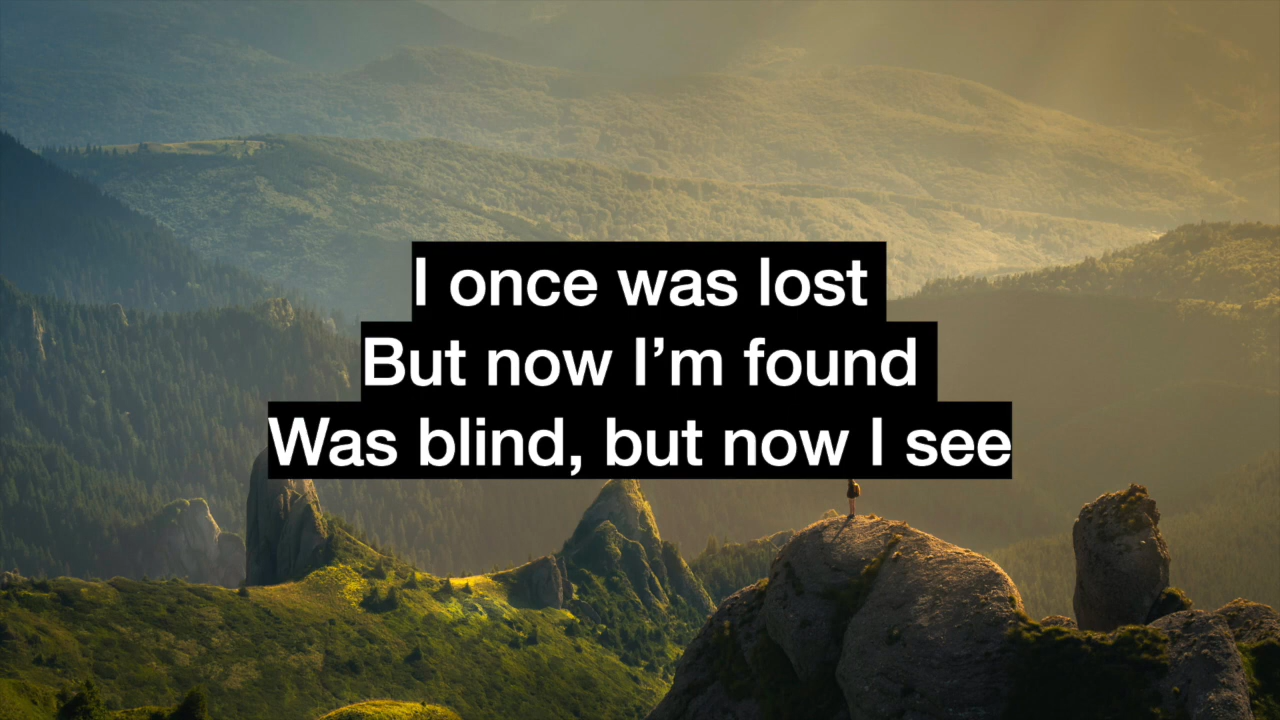 I once was lost
But now I’m found
Was blind, but now I see